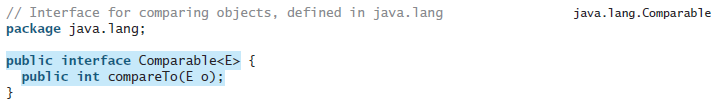 // Interface for comparing objects, defined in java.lang java.lang.Comparable
package java.lang;
public interface Comparable<E> {
public int compareTo(E o);
}